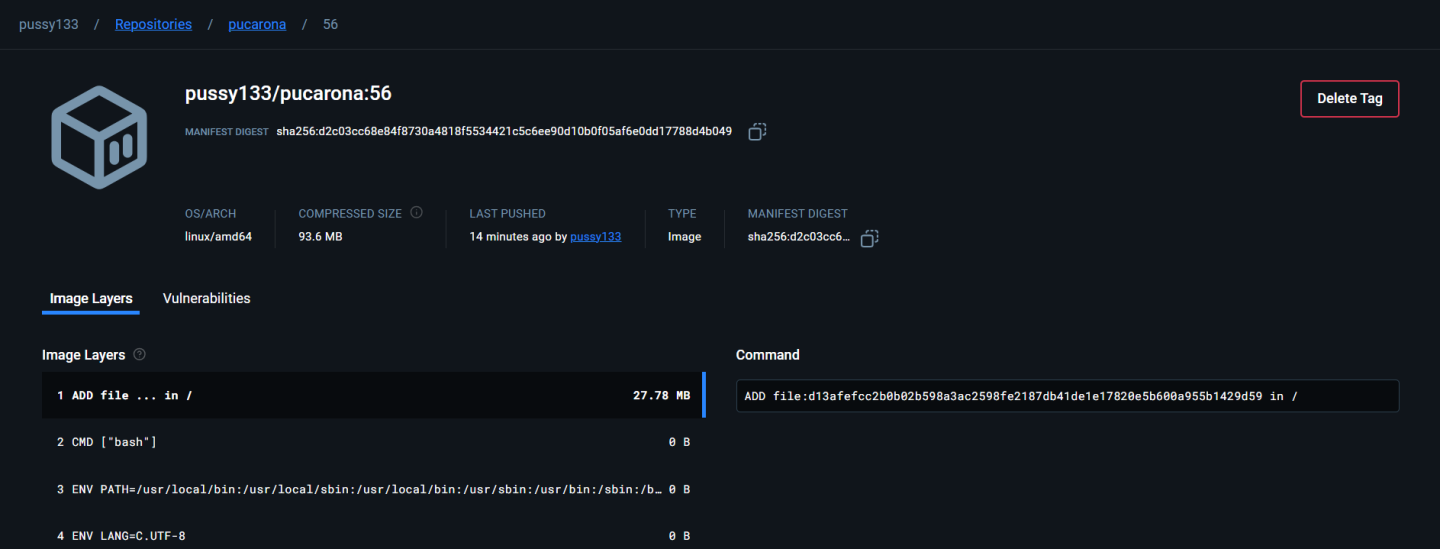 pussy133 / Repositories / pucarona / 56
pussy133/pucarona:56
Delete Tag
MANIFEST DIGEST sha256:d2c03cc68e84f8730a4818f5534421c5c6ee90d10b0f05af6e0dd17788d4b049
OS/ARCH COMPRESSED SIZE LAST PUSHED TYPE MANIFEST DIGEST
linux/amd64 93.6 MB 14 minutes ago by pussy133 Image sha256:d2c03cc6...
Image Layers Vulnerabilities
Image Layers
Command
1 ADD file ... in / 27.78 MB
ADD file:d13afefcc2b0b02b598a3ac2598fe2187db41de1e17820e5b600a955b1429d59 in /
2 CMD ["bash"] 0 B
3 ENV PATH=/usr/local/bin:/usr/local/sbin:/usr/local/bin:/usr/sbin:/usr/bin:/sbin:/b... 0 B
4 ENV LANG=C.UTF-8 0 B